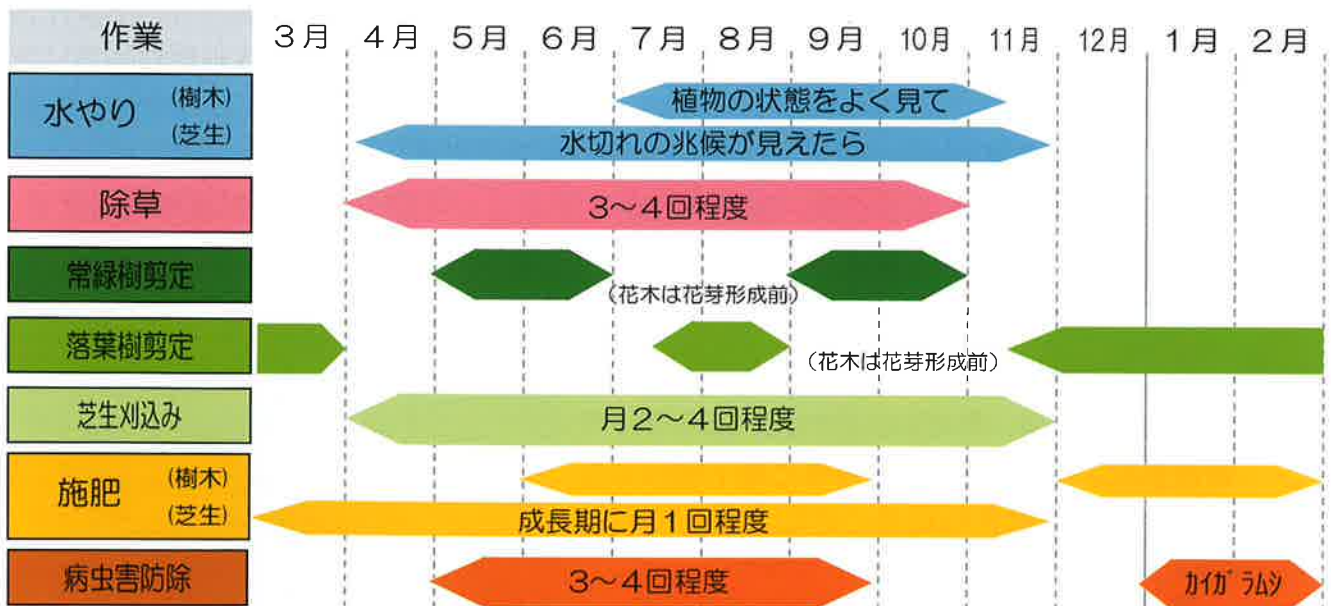 作業 3月 4月 5月 6月 7月 8月 9月 10月 11月 12月 1月 2月
水やり (樹木) 植物の状態をよく見て
(芝生) 水切れの兆候が見えたら
除草 3〜4回程度
常緑樹剪定
(花木は花芽形成前)
落葉樹剪定 (花木は花芽形成前)
芝生刈込み 月2〜4回程度
施肥 (樹木)
(芝生) 成長期に月1回程度
病虫害防除 3〜4回程度 カイガラムシ